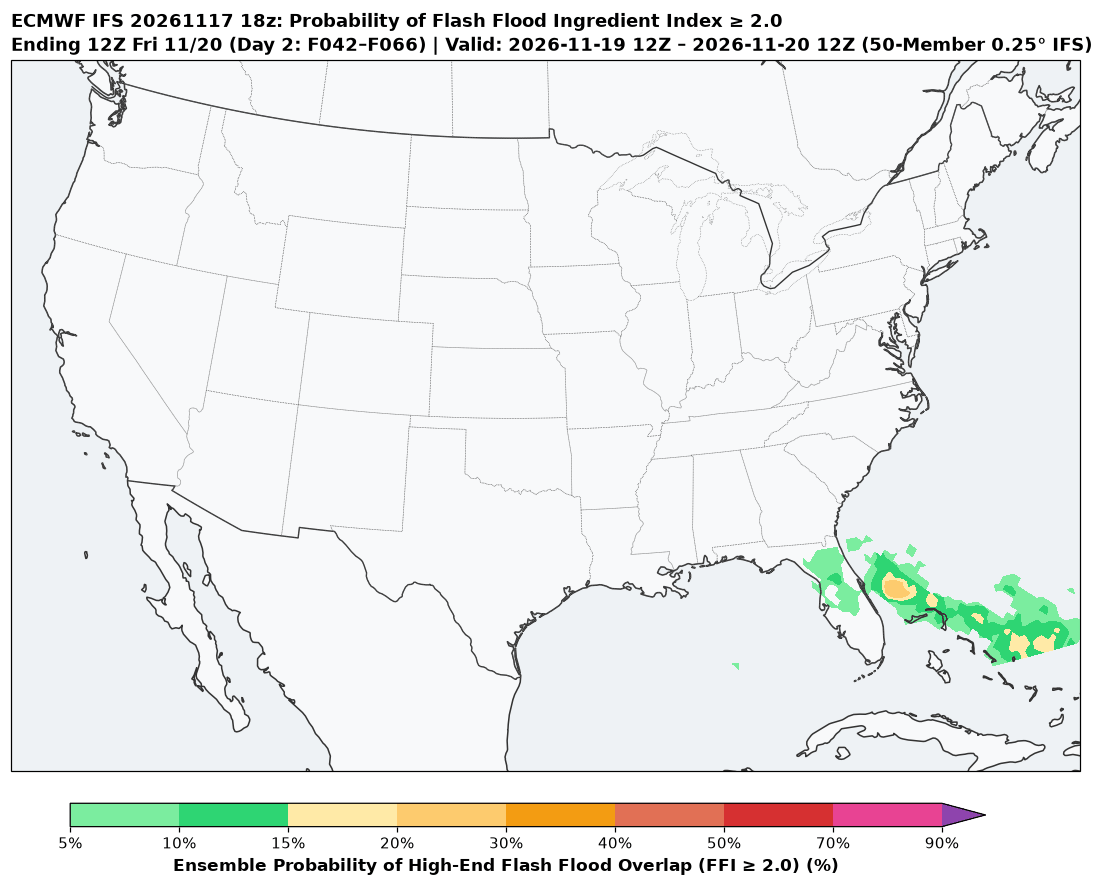 ECMWF IFS 20261117 18z: Probability of Flash Flood Ingredient Index ≥ 2.0
Ending 12Z Fri 11/20 (Day 2: F042–F066) | Valid: 2026-11-19 12Z – 2026-11-20 12Z (50-Member 0.25° IFS)
5% 10% 15% 20% 30% 40% 50% 70% 90%
Ensemble Probability of High-End Flash Flood Overlap (FFI ≥ 2.0) (%)